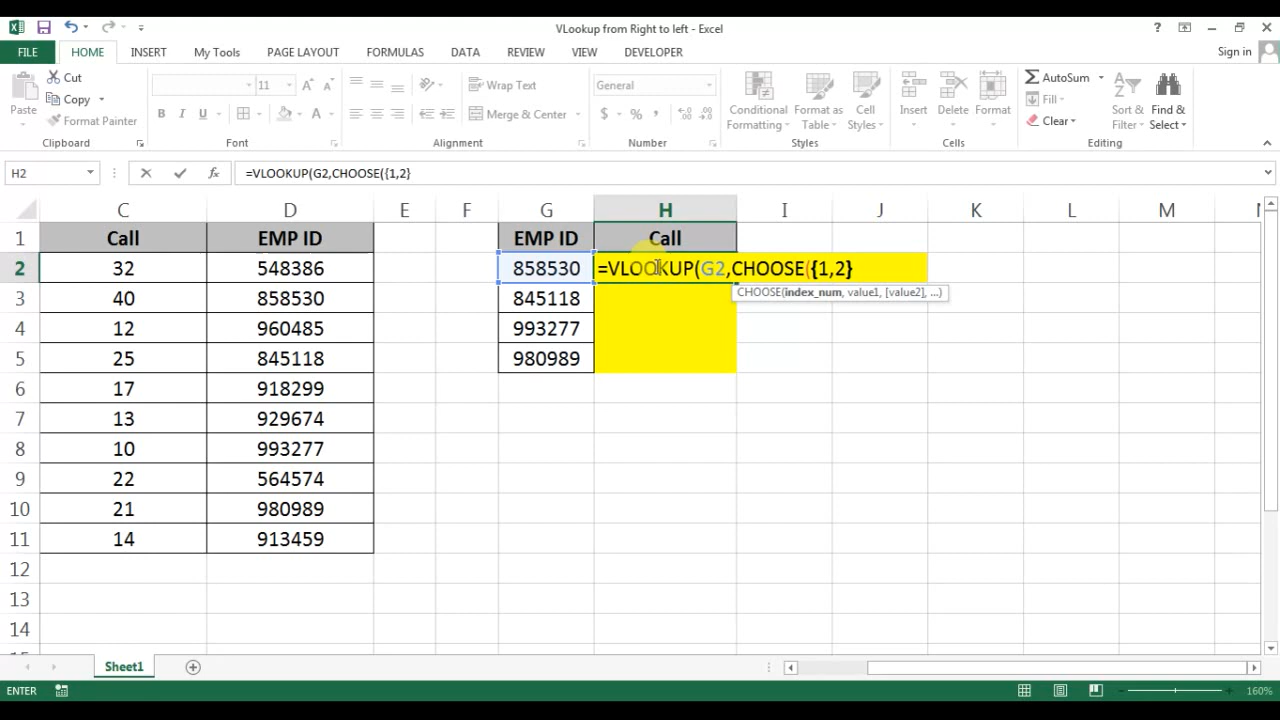 VLookup from Right to left - Excel
?
FILE HOME INSERT My Tools PAGE LAYOUT FORMULAS DATA REVIEW VIEW DEVELOPER Sign in
Paste
Cut
Copy
Format Painter
Clipboard
11 A A
B I U A
Font
Wrap Text
Merge & Center
Alignment
General
$ % ,
Number
Conditional Formatting
Format as Table
Cell Styles
Styles
Insert
Delete
Format
Cells
AutoSum
Fill
Clear
Sort & Filter
Find & Select
Editing
H2 fx =VLOOKUP(G2,CHOOSE({1,2}
C D E F G H I J K L M
1 Call EMP ID EMP ID Call
2 32 548386 858530 =VLOOKUP(G2,CHOOSE({1,2}
CHOOSE(index_num, value1, [value2], ...)
3 40 858530 845118
4 12 960485 993277
5 25 845118 980989
6 17 918299
7 13 929674
8 10 993277
9 22 564574
10 21 980989
11 14 913459
12
13
14
Sheet1
ENTER 160%